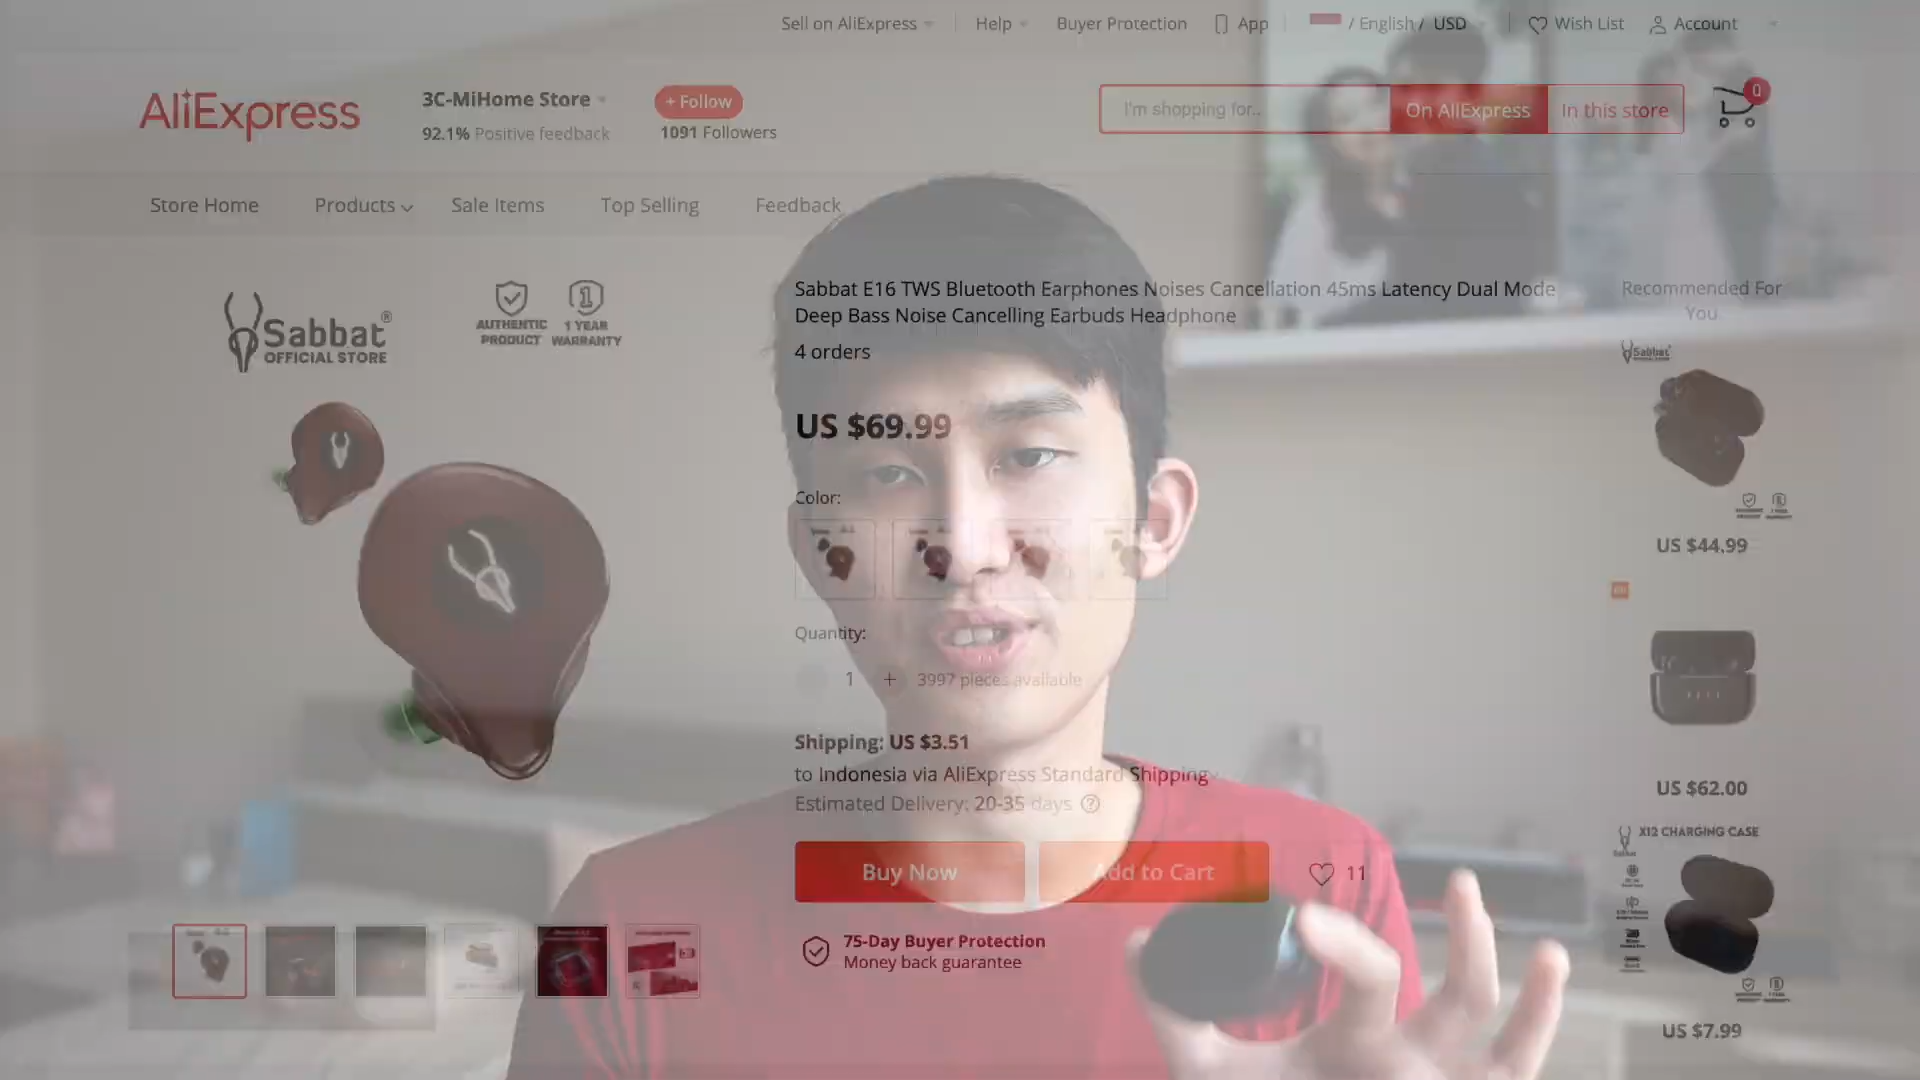 Sell on AliExpress
Help
Buyer Protection
App
/ English / USD
Wish List
Account
AliExpress
3C-MiHome Store
92.1% Positive feedback
+ Follow
1091 Followers
I'm shopping for..
On AliExpress
In this store
0
Store Home
Products
Sale Items
Top Selling
Feedback
Sabbat®
OFFICIAL STORE
AUTHENTIC
PRODUCT
1 YEAR
WARRANTY
Sabbat E16 TWS Bluetooth Earphones Noises Cancellation 45ms Latency Dual Mode
Deep Bass Noise Cancelling Earbuds Headphone
4 orders
US $69.99
Color:
Quantity:
1 + 3997 pieces available
Shipping: US $3.51
to Indonesia via AliExpress Standard Shipping
Estimated Delivery: 20-35 days
Buy Now
Add to Cart
11
75-Day Buyer Protection
Money back guarantee
Recommended For
You
Sabbat
US $44.99
US $62.00
X12 CHARGING CASE
US $7.99